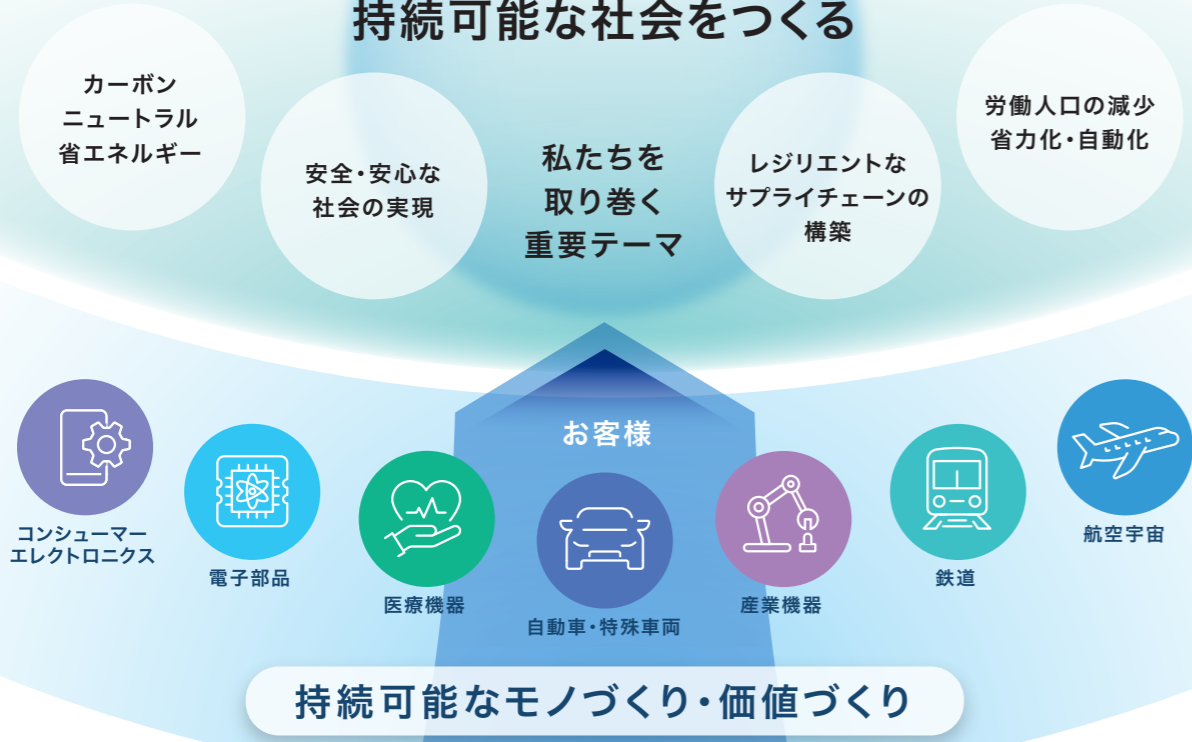 持続可能な社会をつくる
カーボン
ニュートラル
省エネルギー
安全・安心な
社会の実現
私たちを
取り巻く
重要テーマ
レジリエントな
サプライチェーンの
構築
労働人口の減少
省力化・自動化
お客様
コンシューマー
エレクトロニクス
電子部品
医療機器
自動車・特殊車両
産業機器
鉄道
航空宇宙
持続可能なモノづくり・価値づくり